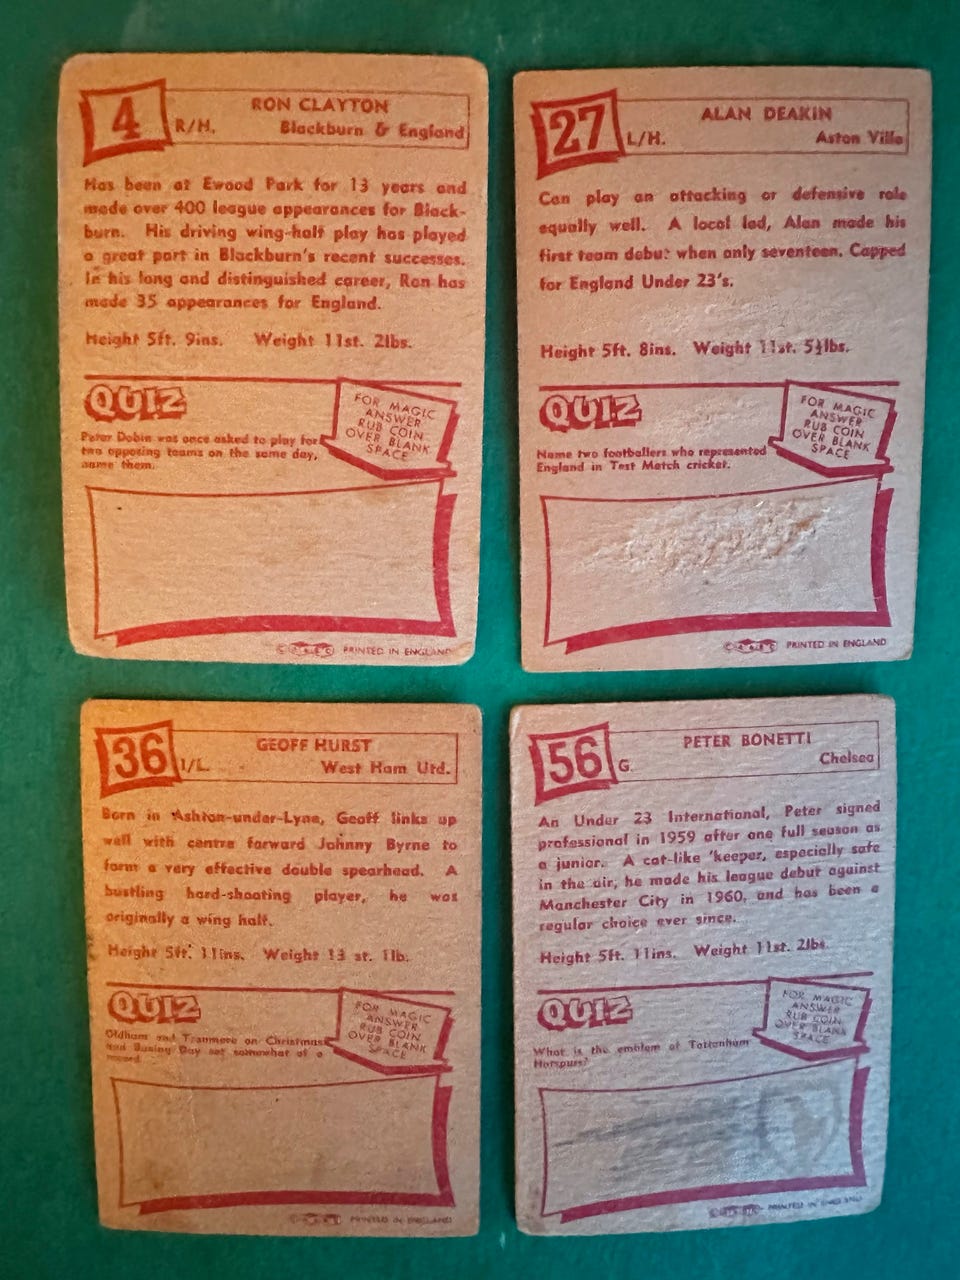 4
RON CLAYTON
R/H. Blackburn & England
Has been at Ewood Park for 13 years and
made over 400 league appearances for Black-
burn. His driving wing-half play has played
a great part in Blackburn's recent successes.
In his long and distinguished career, Ron has
made 35 appearances for England.
Height 5ft. 9ins. Weight 11st. 2lbs.
QUIZ
FOR MAGIC
ANSWER
RUB COIN
OVER BLANK
SPACE
Peter Dobin was once asked to play for
two opposing teams on the same day,
name them.
PRINTED IN ENGLAND
27
ALAN DEAKIN
L/H. Aston Villa
Can play an attacking or defensive role
equally well. A local lad, Alan made his
first team debut when only seventeen. Capped
for England Under 23's.
Height 5ft. 8ins. Weight 11st. 5½lbs.
QUIZ
FOR MAGIC
ANSWER
RUB COIN
OVER BLANK
SPACE
Name two footballers who represented
England in Test Match cricket.
PRINTED IN ENGLAND
36
GEOFF HURST
I/L. West Ham Utd.
Born in Ashton-under-Lyne, Geoff links up
well with centre forward Johnny Byrne to
form a very effective double spearhead. A
bustling hard-shooting player, he was
originally a wing half.
Height 5ft. 11ins. Weight 13 st. 1lb.
QUIZ
FOR MAGIC
ANSWER
RUB COIN
OVER BLANK
SPACE
Oldham and Tranmere on Christmas
and Boxing Day set somewhat of a
record.
PRINTED IN ENGLAND
56
PETER BONETTI
G. Chelsea
An Under 23 International, Peter signed
professional in 1959 after one full season as
a junior. A cat-like 'keeper, especially safe
in the air, he made his league debut against
Manchester City in 1960, and has been a
regular choice ever since.
Height 5ft. 11ins. Weight 11st. 2lbs.
QUIZ
FOR MAGIC
ANSWER
RUB COIN
OVER BLANK
SPACE
What is the emblem of Tottenham
Hotspurs?
PRINTED IN ENGLAND